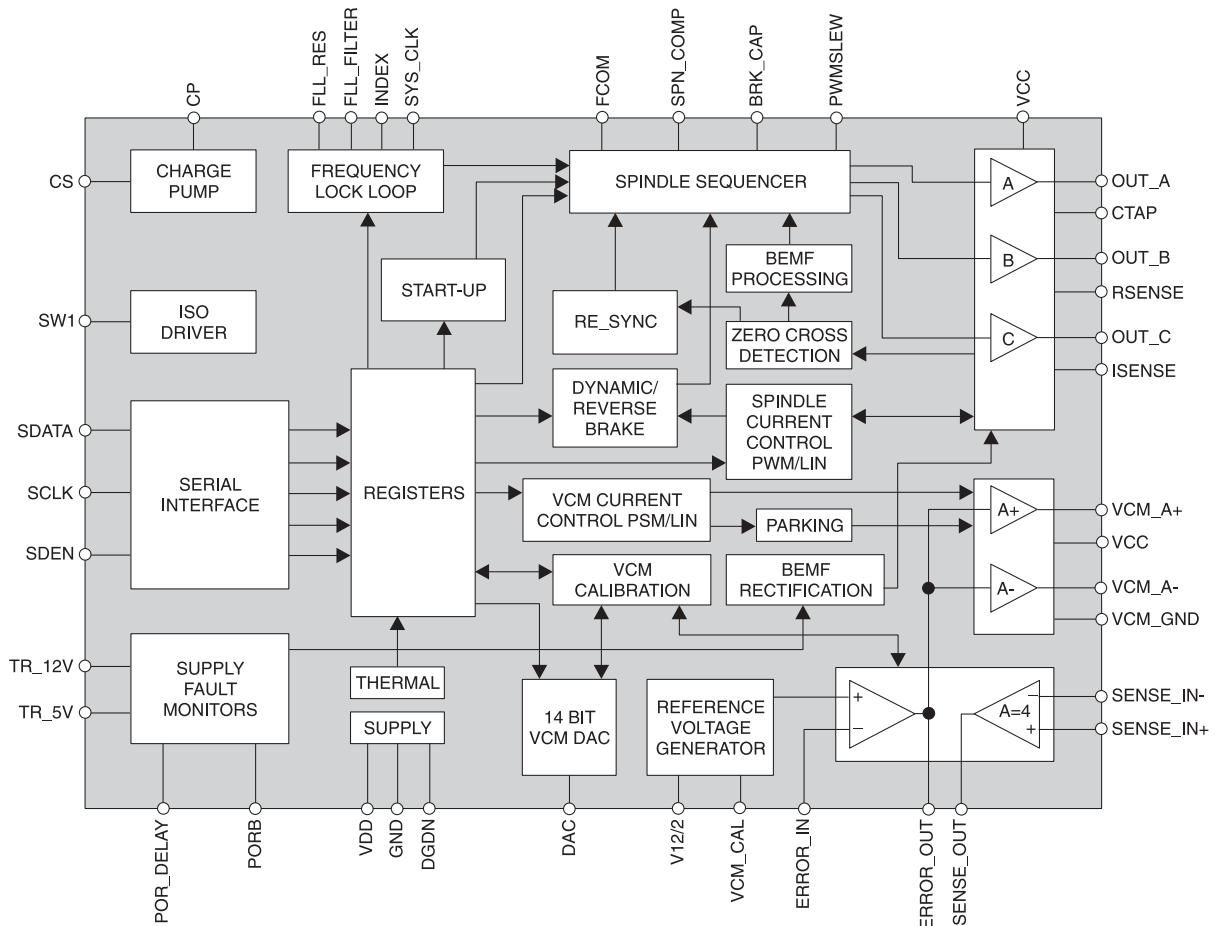 CP
FLL_RES
FLL_FILTER
INDEX
SYS_CLK
FCOM
SPN_COMP
BRK_CAP
PWMSLEW
VCC
CS
CHARGE
PUMP
FREQUENCY
LOCK LOOP
SPINDLE SEQUENCER
A
OUT_A
CTAP
START-UP
BEMF
PROCESSING
B
OUT_B
RSENSE
SW1
ISO
DRIVER
RE_SYNC
ZERO CROSS
DETECTION
C
OUT_C
ISENSE
SDATA
SCLK
SDEN
SERIAL
INTERFACE
REGISTERS
DYNAMIC/
REVERSE
BRAKE
SPINDLE
CURRENT
CONTROL
PWM/LIN
VCM CURRENT
CONTROL PSM/LIN
PARKING
A+
VCM_A+
VCC
VCM
CALIBRATION
BEMF
RECTIFICATION
A-
VCM_A-
VCM_GND
TR_12V
TR_5V
SUPPLY
FAULT
MONITORS
THERMAL
SUPPLY
14 BIT
VCM DAC
REFERENCE
VOLTAGE
GENERATOR
+
−
A=4
−
+
SENSE_IN-
SENSE_IN+
POR_DELAY
PORB
VDD
GND
DGDN
DAC
V12/2
VCM_CAL
ERROR_IN
ERROR_OUT
SENSE_OUT